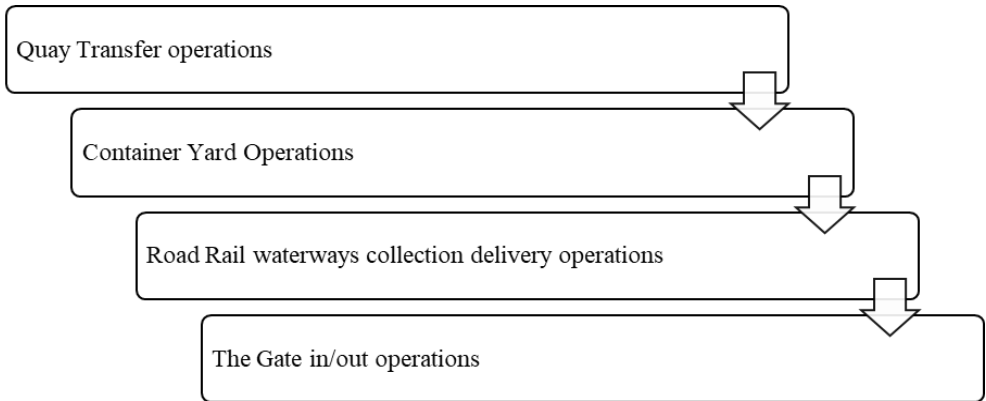 Quay Transfer operations
Container Yard Operations
Road Rail waterways collection delivery operations
The Gate in/out operations